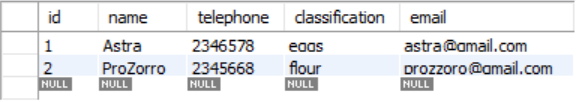 id name telephone classification email
1 Astra 2346578 eggs astra@gmail.com
2 ProZorro 2345668 flour prozzoro@gmail.com
NULL NULL NULL NULL NULL